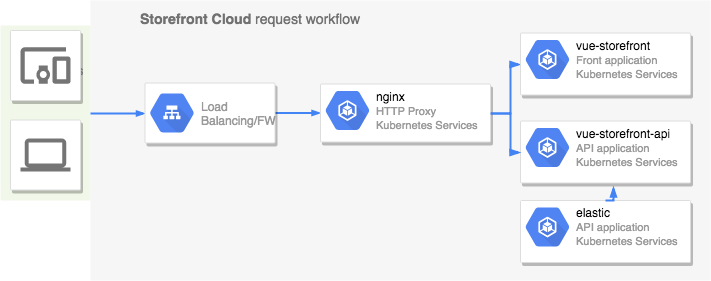 Storefront Cloud request workflow
Load
Balancing/FW
nginx
HTTP Proxy
Kubernetes Services
vue-storefront
Front application
Kubernetes Services
vue-storefront-api
API application
Kubernetes Services
elastic
API application
Kubernetes Services